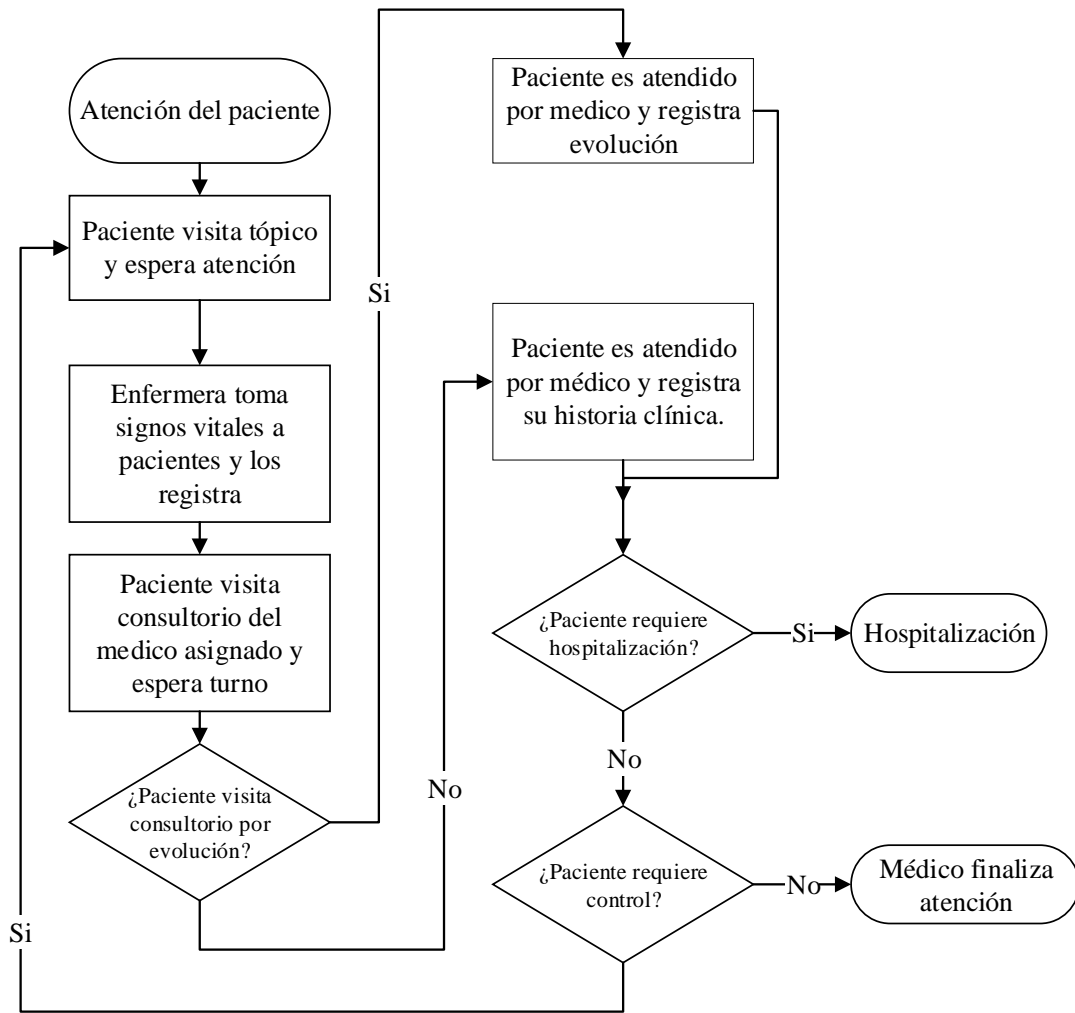 Atención del paciente
Paciente visita tópico
y espera atención
Enfermera toma
signos vitales a
pacientes y los
registra
Paciente visita
consultorio del
medico asignado y
espera turno
¿Paciente visita
consultorio por
evolución?
Si
No
Si
Paciente es atendido
por medico y registra
evolución
Paciente es atendido
por médico y registra
su historia clínica.
¿Paciente requiere
hospitalización?
Si
Hospitalización
No
¿Paciente requiere
control?
No
Médico finaliza
atención